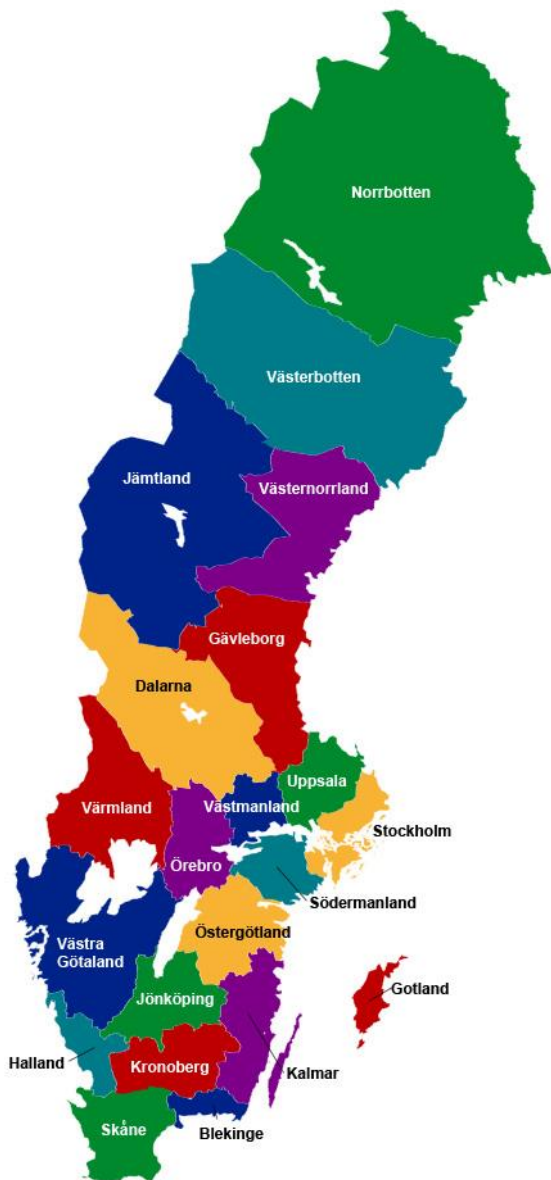 Norrbotten
Västerbotten
Jämtland
Västernorrland
Gävleborg
Dalarna
Uppsala
Värmland
Västmanland
Stockholm
Örebro
Södermanland
Östergötland
Västra
Götaland
Gotland
Jönköping
Halland
Kronoberg
Kalmar
Skåne
Blekinge